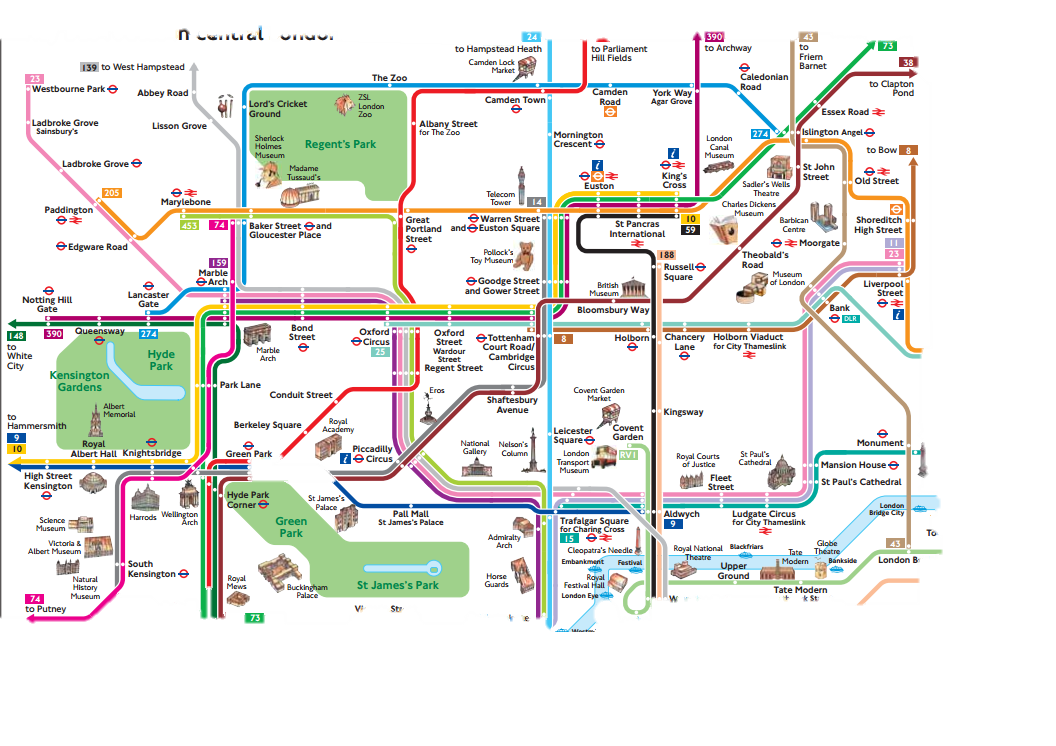 n Central London
24
to Hampstead Heath
Camden Lock
Market
to Parliament
Hill Fields
390
to Archway
43
to
Friern
Barnet
73
38
to Clapton
Pond
139 to West Hampstead
23
Westbourne Park
Abbey Road
The Zoo
Lord's Cricket
Ground
ZSL
London
Zoo
Camden Town
Camden
Road
York Way
Agar Grove
Caledonian
Road
Essex Road
Ladbroke Grove
Sainsbury's
Lisson Grove
Albany Street
for The Zoo
Mornington
Crescent
274
Islington Angel
to Bow
8
Sherlock
Holmes
Museum
Regent's Park
London
Canal
Museum
Ladbroke Grove
Madame
Tussaud's
Euston
King's
Cross
Sadler's Wells
Theatre
St John
Street
Old Street
205
Marylebone
Telecom
Tower
14
Charles Dickens
Museum
Barbican
Centre
Shoreditch
High Street
Paddington
453
74
Baker Street and
Gloucester Place
Great
Portland
Street
Warren Street
and Euston Square
St Pancras
International
10
59
Edgware Road
Pollock's
Toy Museum
188
Russell
Square
Theobald's
Road
Moorgate
11
23
159
Marble
Arch
Goodge Street
and Gower Street
British
Museum
Museum
of London
Liverpool
Street
Notting Hill
Gate
Lancaster
Gate
Bloomsbury Way
Bank
DLR
148
to
White
City
390
Queensway
274
Marble
Arch
Bond
Street
Oxford
Circus
25
Oxford
Street
Wardour
Street
Regent Street
Tottenham
Court Road/
Cambridge
Circus
8
Holborn
Chancery
Lane
Holborn Viaduct
for City Thameslink
Hyde
Park
Kensington
Gardens
Park Lane
Conduit Street
Eros
Shaftesbury
Avenue
Covent Garden
Market
Kingsway
to
Hammersmith
9
10
Albert
Memorial
Royal
Albert Hall
Knightsbridge
Berkeley Square
Green Park
Royal
Academy
Piccadilly
Circus
National
Gallery
Nelson's
Column
Leicester
Square
Covent
Garden
London
Transport
Museum
RV1
Royal Courts
of Justice
St Paul's
Cathedral
Monument
Mansion House
High Street
Kensington
Harrods
Wellington
Arch
Hyde Park
Corner
St James's
Palace
Fleet
Street
St Paul's Cathedral
Science
Museum
Green
Park
Pall Mall
St James's Palace
Admiralty
Arch
Trafalgar Square
for Charing Cross
15
Aldwych
9
Ludgate Circus
for City Thameslink
London
Bridge City
Victoria &
Albert Museum
Cleopatra's Needle
Royal National
Theatre
Blackfriars
Tate
Modern
Globe
Theatre
Bankside
43
To
South
Kensington
Natural
History
Museum
Royal
Mews
Buckingham
Palace
St James's Park
Horse
Guards
Embankment
Festival
Royal
Festival Hall
London Eye
Upper
Ground
Tate Modern
London B
74
to Putney
73
Westm